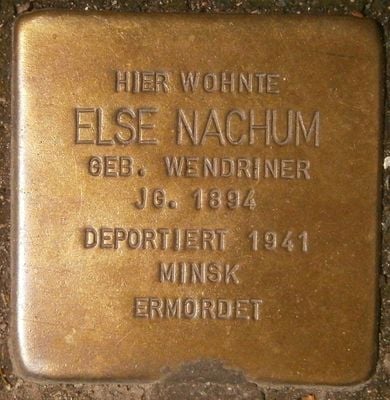 HIER WOHNTE
ELSE NACHUM
GEB. WENDRINER
JG. 1894
DEPORTIERT 1941
MINSK
ERMORDET